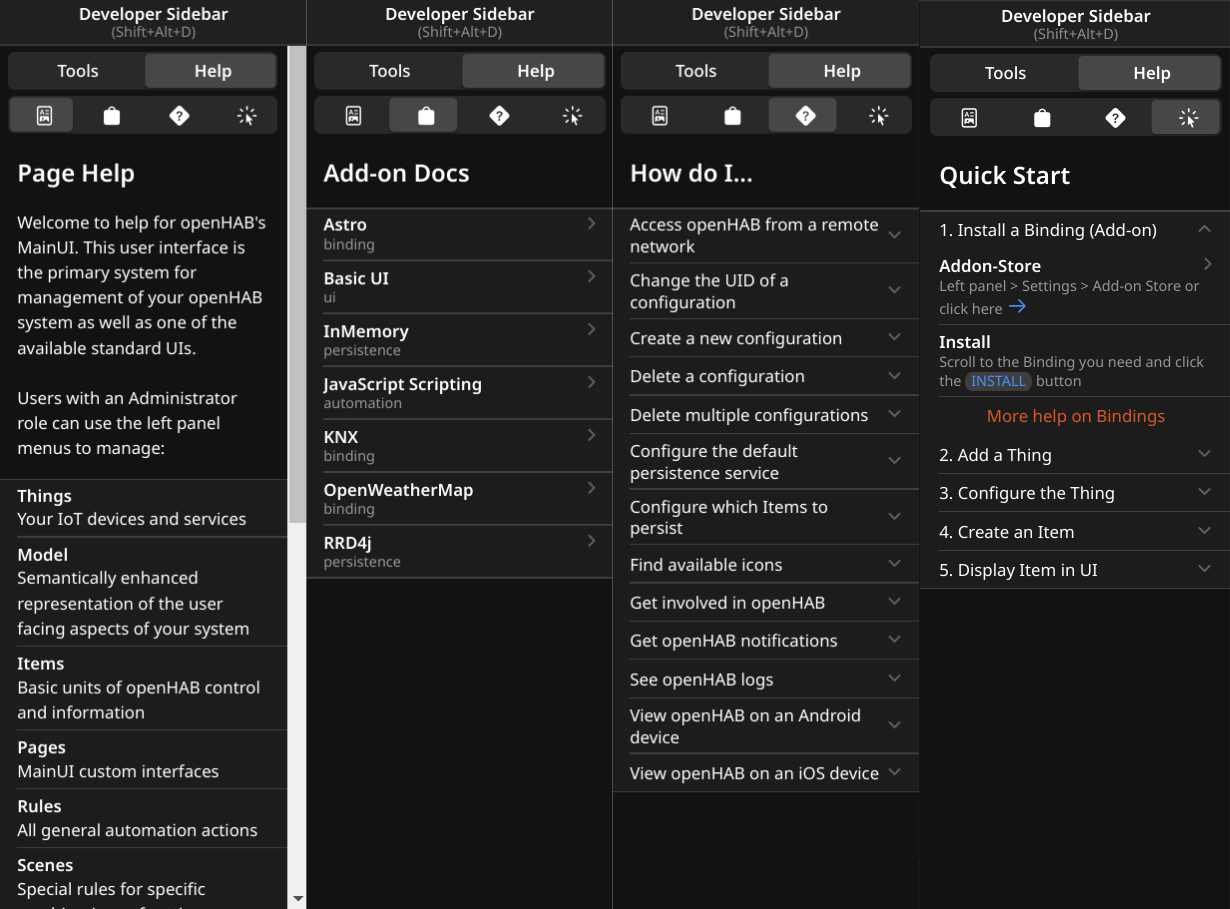 Developer Sidebar
(Shift+Alt+D)
Tools
Help
Page Help
Welcome to help for openHAB's
MainUI. This user interface is
the primary system for
management of your openHAB
system as well as one of the
available standard UIs.
Users with an Administrator
role can use the left panel
menus to manage:
Things
Your IoT devices and services
Model
Semantically enhanced
representation of the user
facing aspects of your system
Items
Basic units of openHAB control
and information
Pages
MainUI custom interfaces
Rules
All general automation actions
Scenes
Special rules for specific
Developer Sidebar
(Shift+Alt+D)
Tools
Help
Add-on Docs
Astro
binding
Basic UI
ui
InMemory
persistence
JavaScript Scripting
automation
KNX
binding
OpenWeatherMap
binding
RRD4j
persistence
Developer Sidebar
(Shift+Alt+D)
Tools
Help
How do I...
Access openHAB from a remote
network
Change the UID of a
configuration
Create a new configuration
Delete a configuration
Delete multiple configurations
Configure the default
persistence service
Configure which Items to
persist
Find available icons
Get involved in openHAB
Get openHAB notifications
See openHAB logs
View openHAB on an Android
device
View openHAB on an iOS device
Developer Sidebar
(Shift+Alt+D)
Tools
Help
Quick Start
1. Install a Binding (Add-on)
Addon-Store
Left panel > Settings > Add-on Store or
click here →
Install
Scroll to the Binding you need and click
the INSTALL button
More help on Bindings
2. Add a Thing
3. Configure the Thing
4. Create an Item
5. Display Item in UI